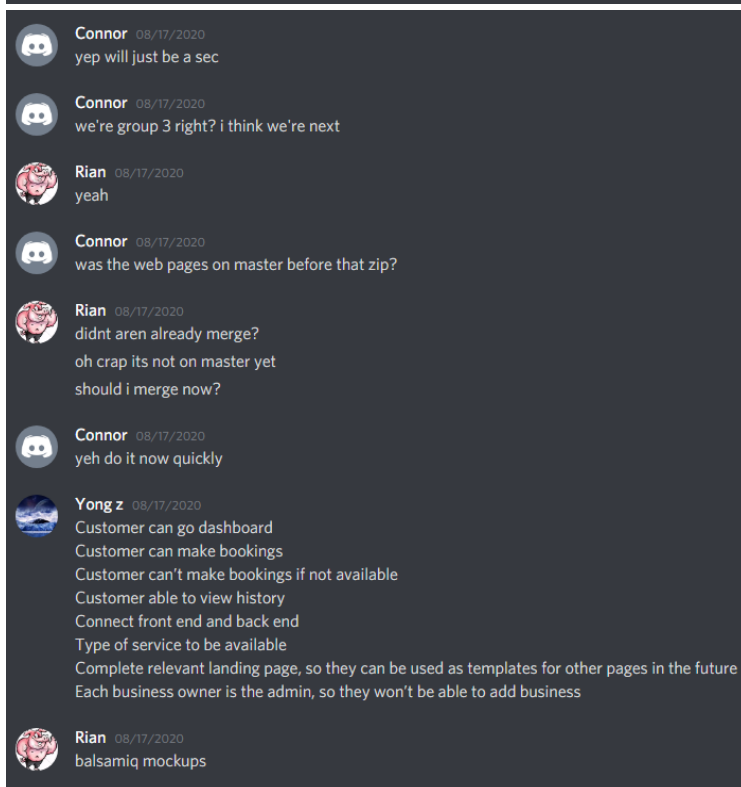 Connor 08/17/2020
yep will just be a sec
Connor 08/17/2020
we're group 3 right? i think we're next
Rian 08/17/2020
yeah
Connor 08/17/2020
was the web pages on master before that zip?
Rian 08/17/2020
didnt aren already merge?
oh crap its not on master yet
should i merge now?
Connor 08/17/2020
yeh do it now quickly
Yong z 08/17/2020
Customer can go dashboard
Customer can make bookings
Customer can't make bookings if not available
Customer able to view history
Connect front end and back end
Type of service to be available
Complete relevant landing page, so they can be used as templates for other pages in the future
Each business owner is the admin, so they won't be able to add business
Rian 08/17/2020
balsamiq mockups